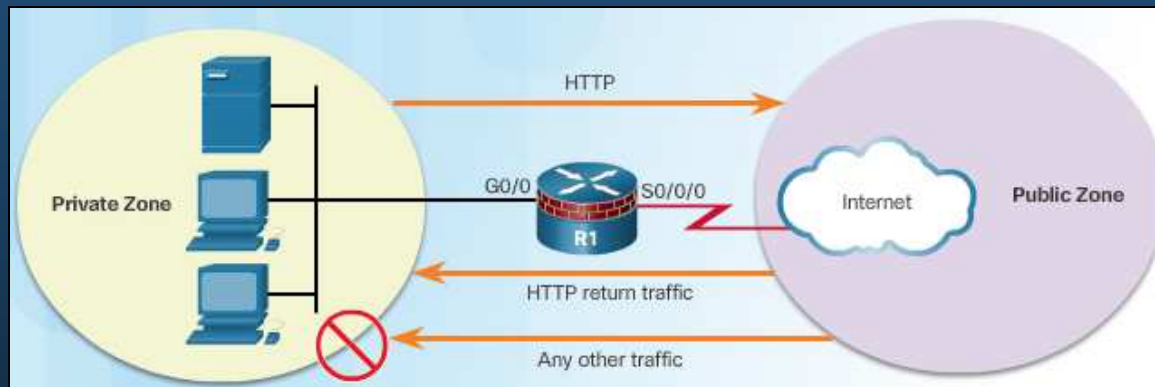 HTTP
G0/0
S0/0/0
Private Zone
Internet
Public Zone
R1
HTTP return traffic
Any other traffic